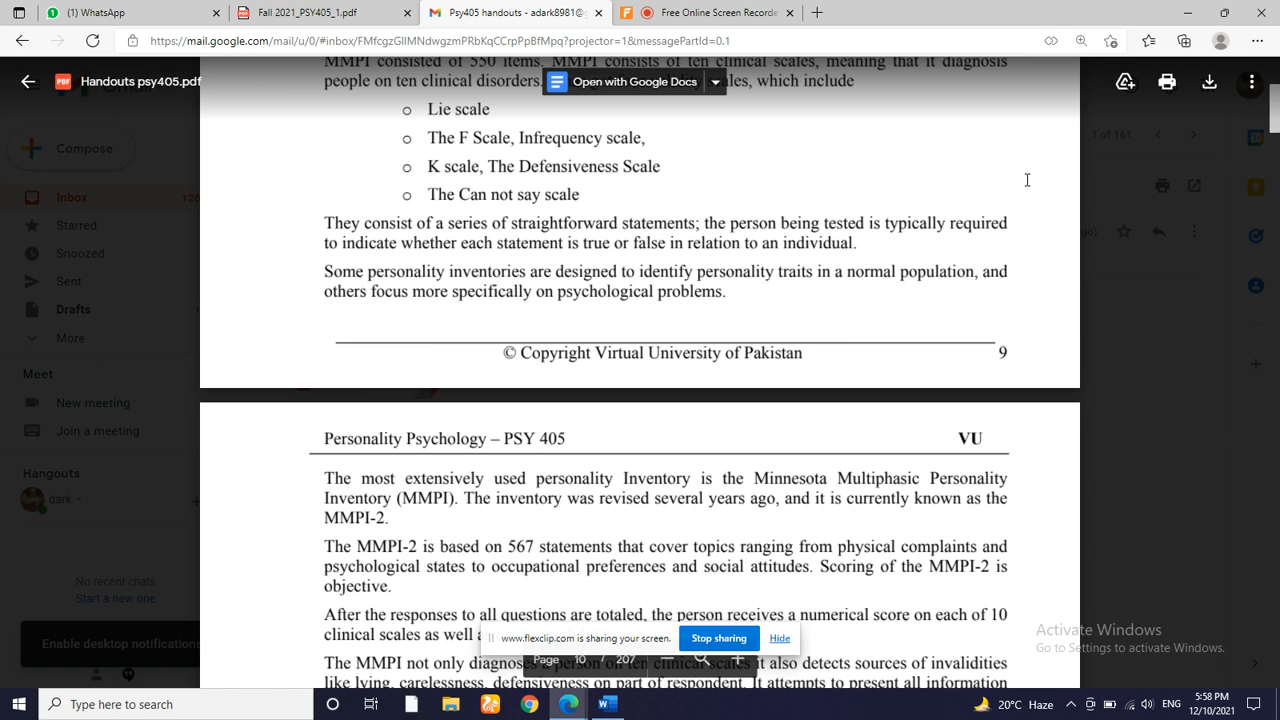 WhatsApp
Fall 2021_PSY405_1.pdf
Psy405 handouts - adark8981@g
Free Online Screen Recorde
https://mail.google.com/mail/u/0/#inbox/FMfcgzGllMNdwgzmPRbKqCCrpPpBfMpq?projector=1&messagePartId=0.1
MMPI consisted of 550 items. MMPI consists of ten clinical scales, meaning that it diagnosis
people on ten clinical disorders. ales, which include
PDF Handouts psy405.pdf
Open with Google Docs
o Lie scale
o The F Scale, Infrequency scale,
o K scale, The Defensiveness Scale
o The Can not say scale
They consist of a series of straightforward statements; the person being tested is typically required
to indicate whether each statement is true or false in relation to an individual.
Some personality inventories are designed to identify personality traits in a normal population, and
others focus more specifically on psychological problems.
© Copyright Virtual University of Pakistan 9
Personality Psychology – PSY 405 VU
The most extensively used personality Inventory is the Minnesota Multiphasic Personality
Inventory (MMPI). The inventory was revised several years ago, and it is currently known as the
MMPI-2.
The MMPI-2 is based on 567 statements that cover topics ranging from physical complaints and
psychological states to occupational preferences and social attitudes. Scoring of the MMPI-2 is
objective.
After the responses to all questions are totaled, the person receives a numerical score on each of 10
clinical scales as well a
www.flexclip.com is sharing your screen. Stop sharing Hide
Page 10 / 207
The MMPI not only diagnoses a person on ten clinical scales it also detects sources of invalidities
like lying, carelessness, defensiveness on part of respondent. It attempts to present all information
Compose
Inbox 120
Starred
Snoozed
Sent
Drafts
More
Meet
New meeting
Join a meeting
Hangouts
dark
No recent chats
Start a new one
Enable desktop notifications
1 of 161
ago)
Activate Windows
Go to Settings to activate Windows.
Type here to search
20°C Haze
ENG
5:58 PM
12/10/2021